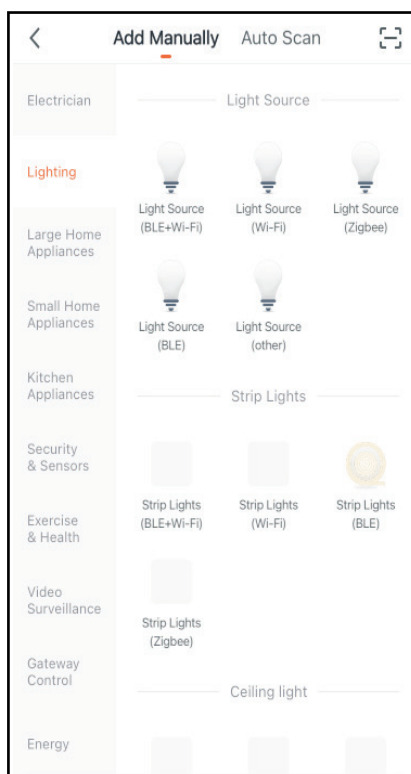 Add Manually Auto Scan
Electrician
Lighting
Large Home
Appliances
Small Home
Appliances
Kitchen
Appliances
Security
& Sensors
Exercise
& Health
Video
Surveillance
Gateway
Control
Energy
Light Source
Light Source Light Source Light Source
(BLE+Wi-Fi) (Wi-Fi) (Zigbee)
Light Source Light Source
(BLE) (other)
Strip Lights
Strip Lights Strip Lights Strip Lights
(BLE+Wi-Fi) (Wi-Fi) (BLE)
Strip Lights
(Zigbee)
Ceiling light